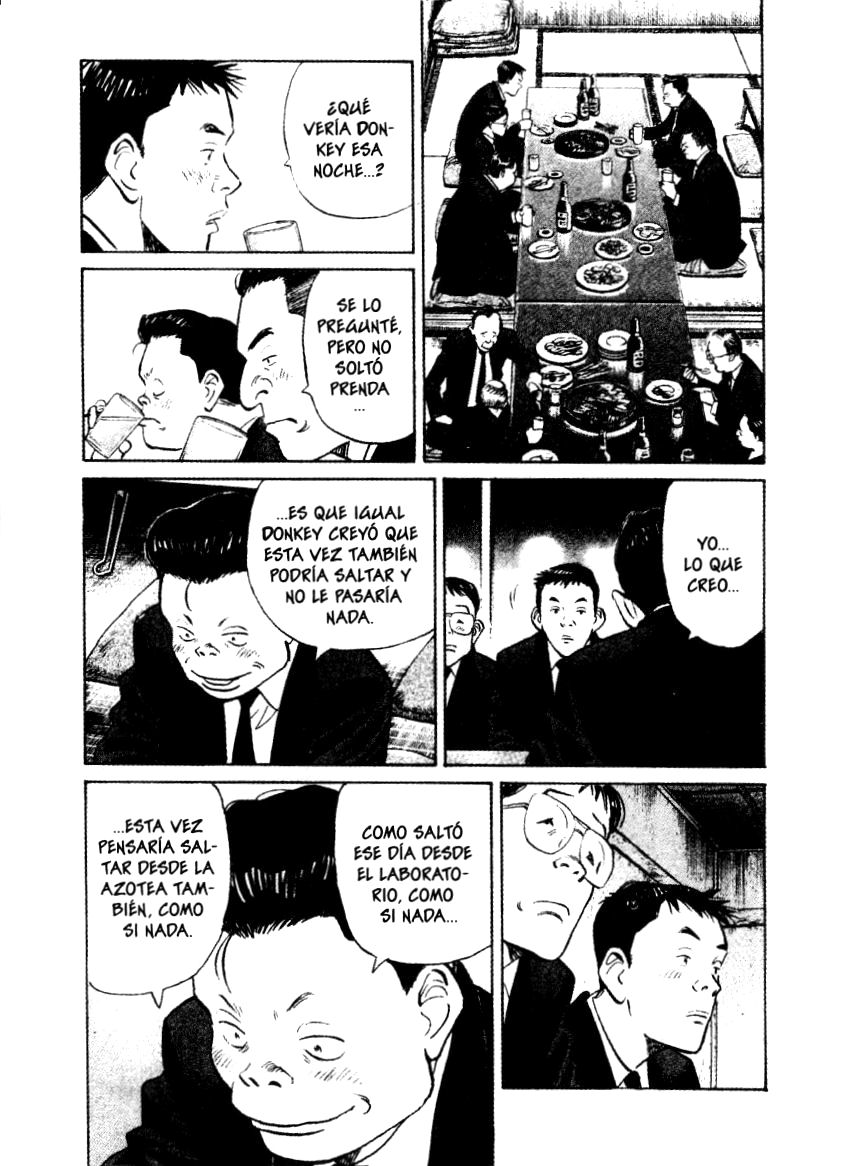 ¿QUÉ
VERÍA DON-
KEY ESA
NOCHE...?
SE LO
PREGUNTÉ,
PERO NO
SOLTÓ
PRENDA
...
YO...
LO QUE
CREO...
...ES QUE IGUAL
DONKEY CREYÓ QUE
ESTA VEZ TAMBIÉN
PODRÍA SALTAR Y
NO LE PASARÍA
NADA.
COMO SALTÓ
ESE DÍA DESDE
EL LABORATO-
RIO, COMO
SI NADA...
...ESTA VEZ
PENSARÍA SAL-
TAR DESDE LA
AZOTEA TAM-
BIÉN, COMO
SI NADA.